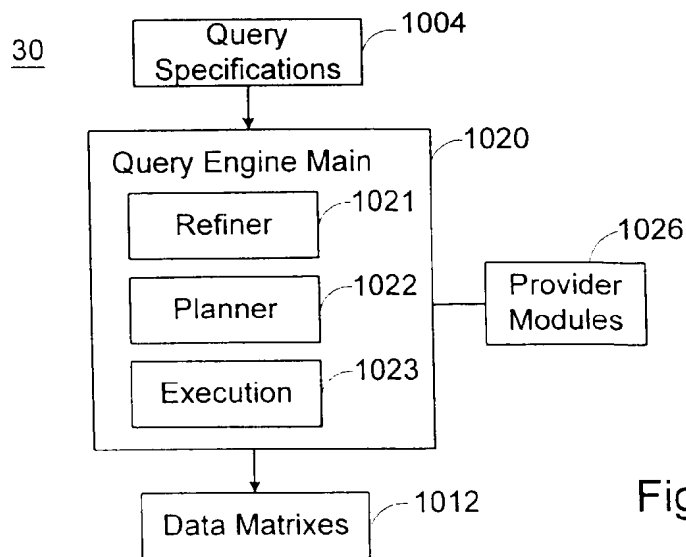 30
Query
Specifications
1004
Query Engine Main
1020
Refiner
1021
Planner
1022
Execution
1023
Provider
Modules
1026
Data Matrixes
1012
Fig